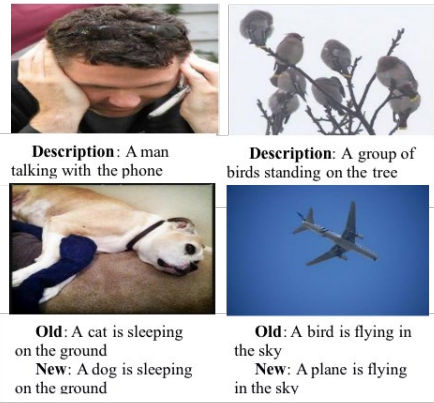 Description: A man
talking with the phone
Description: A group of
birds standing on the tree
Old: A cat is sleeping
on the ground
New: A dog is sleeping
on the ground
Old: A bird is flying in
the sky
New: A plane is flying
in the sky